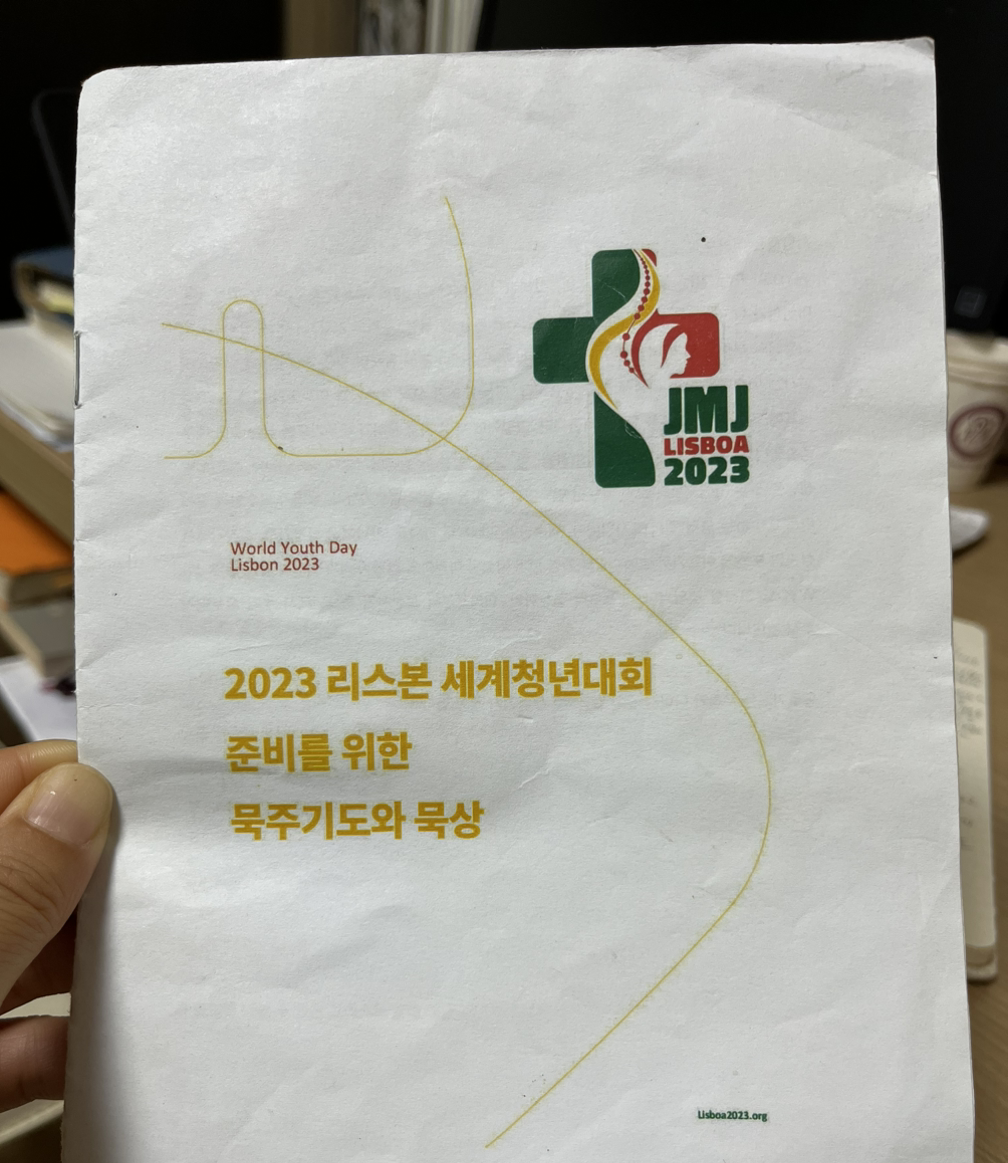 JMJ
LISBOA
2023
World Youth Day
Lisbon 2023
2023 리스본 세계청년대회
준비를 위한
묵주기도와 묵상
Lisboa2023.org